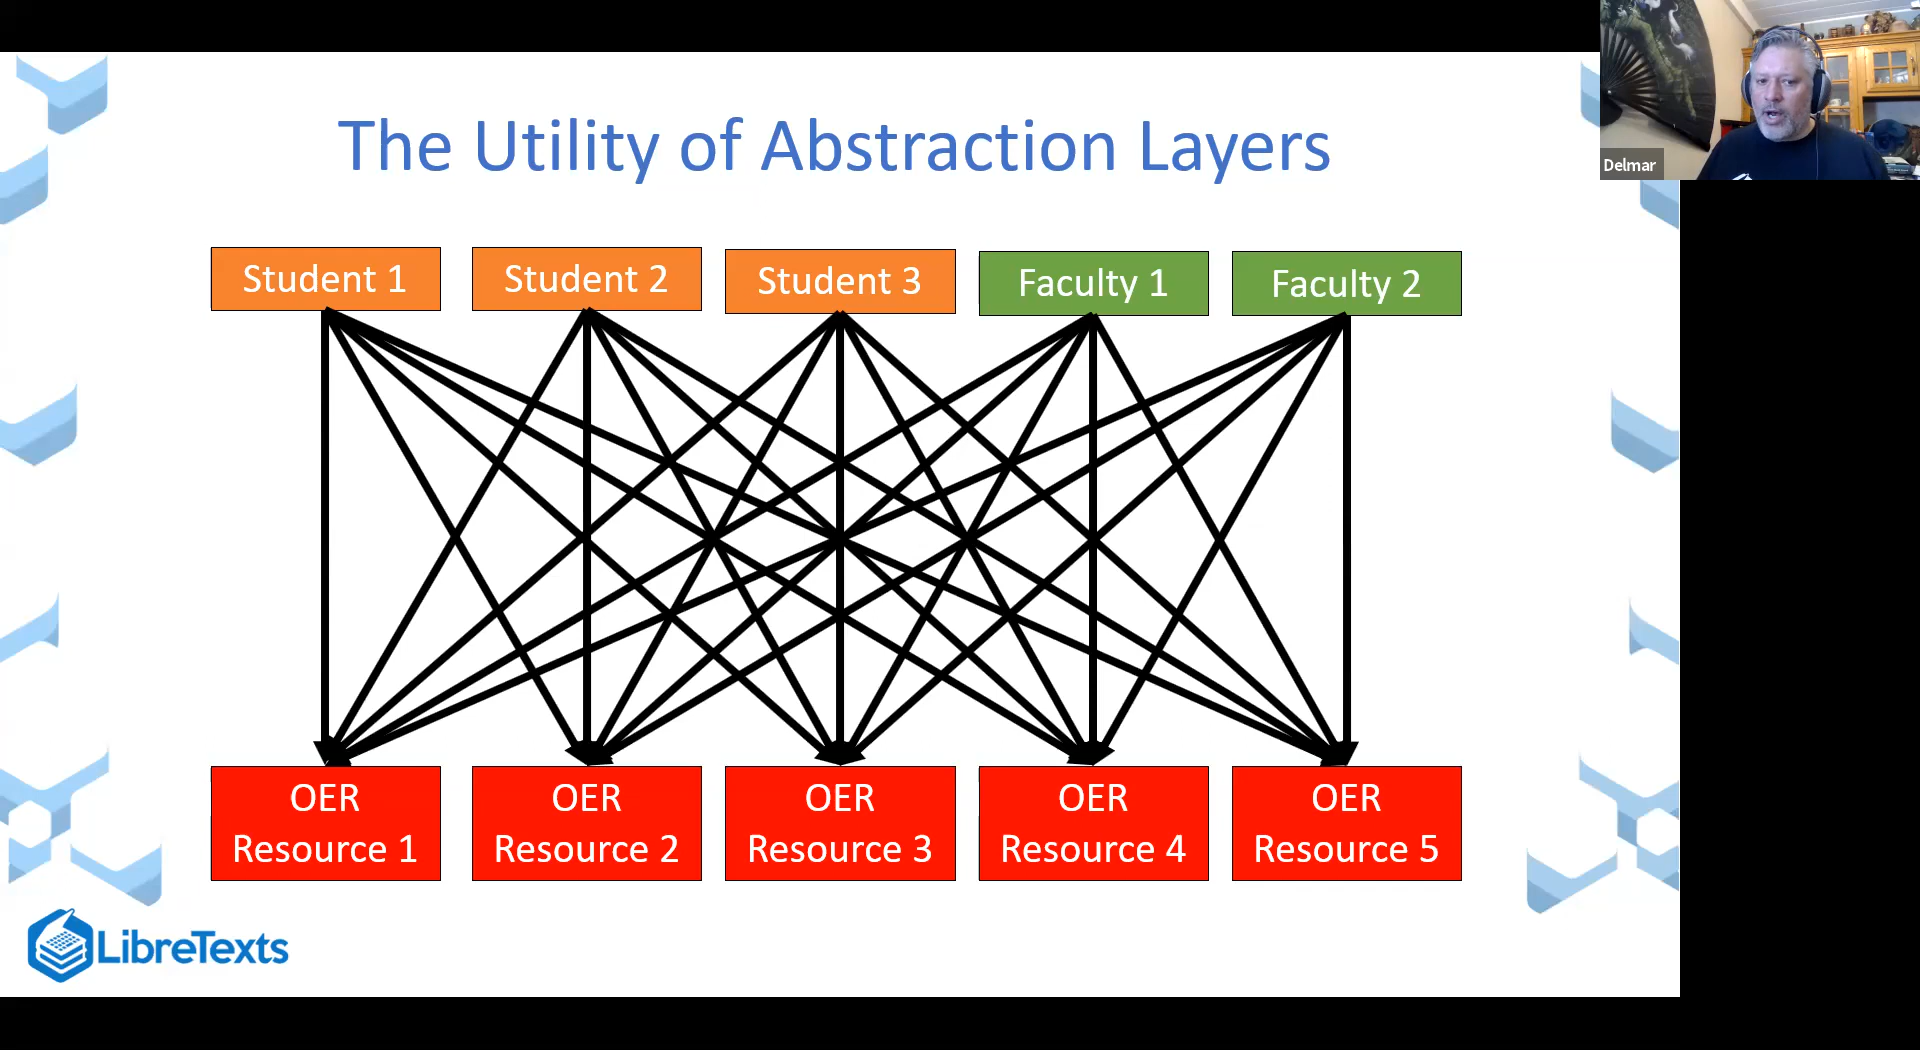 The Utility of Abstraction Layers
Delmar
Student 1
Student 2
Student 3
Faculty 1
Faculty 2
OER
Resource 1
OER
Resource 2
OER
Resource 3
OER
Resource 4
OER
Resource 5
LibreTexts